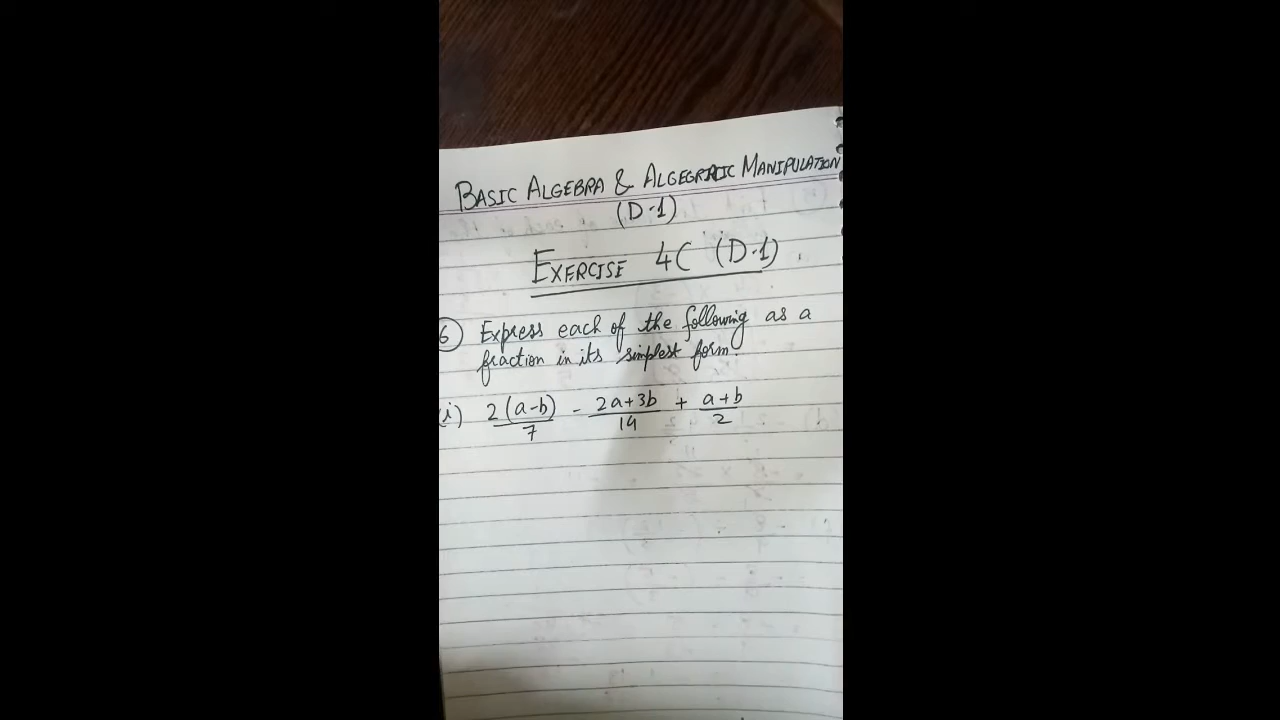 BASIC ALGEBRA & ALGEGRAIC MANIPULATION
(D-1)
EXERCISE 4C (D-1)
6 Express each of the following as a
fraction in its simplest form.
(i) 2(a-b)/7 - 2a+3b/14 + a+b/2